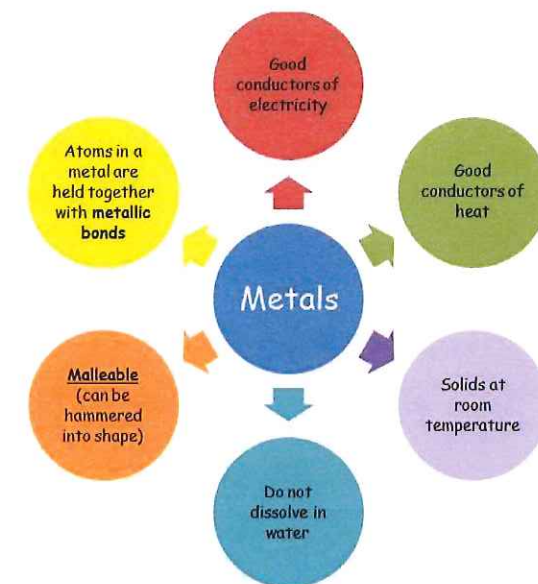 Good
conductors of
electricity
Good
conductors of
heat
Solids at
room
temperature
Do not
dissolve in
water
Malleable
(can be
hammered
into shape)
Atoms in a
metal are
held together
with metallic
bonds
Metals